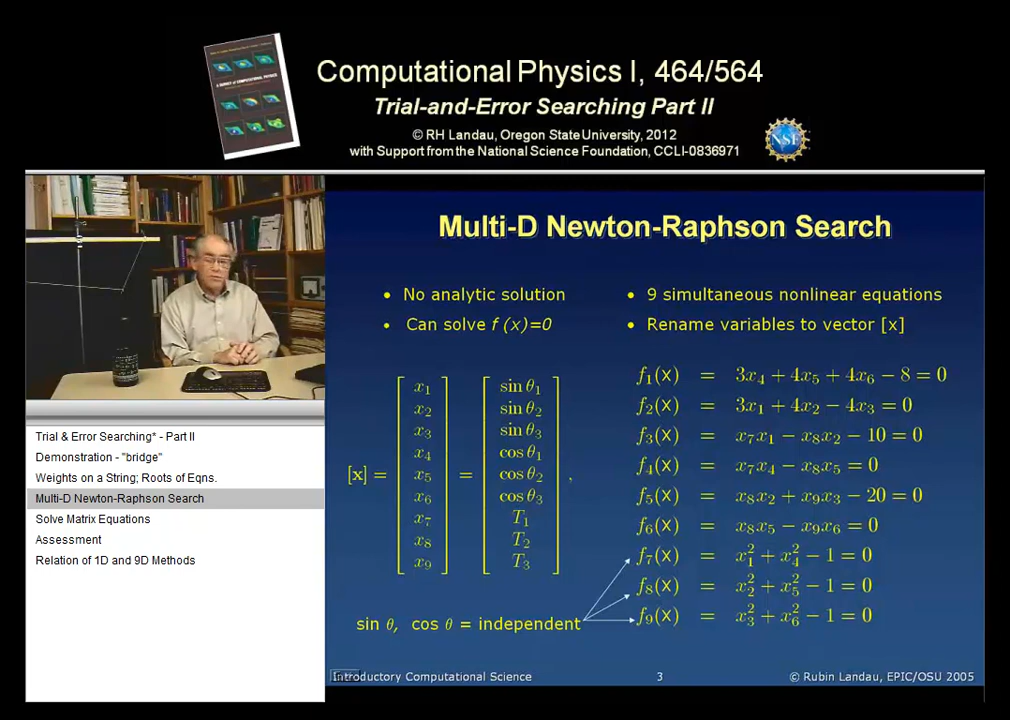 Computational Physics I, 464/564
Trial-and-Error Searching Part II
© RH Landau, Oregon State University, 2012
with Support from the National Science Foundation, CCLI-0836971
NSF
A SURVEY of COMPUTATIONAL PHYSICS
Trial & Error Searching* - Part II
Demonstration - "bridge"
Weights on a String; Roots of Eqns.
Multi-D Newton-Raphson Search
Solve Matrix Equations
Assessment
Relation of 1D and 9D Methods
Multi-D Newton-Raphson Search
• No analytic solution
• Can solve f (x)=0
• 9 simultaneous nonlinear equations
• Rename variables to vector [x]
[x] = [x₁ x₂ x₃ x₄ x₅ x₆ x₇ x₈ x₉] = [sin θ₁ sin θ₂ sin θ₃ cos θ₁ cos θ₂ cos θ₃ T₁ T₂ T₃],
f₁(x) = 3x₄ + 4x₅ + 4x₆ − 8 = 0
f₂(x) = 3x₁ + 4x₂ − 4x₃ = 0
f₃(x) = x₇x₁ − x₈x₂ − 10 = 0
f₄(x) = x₇x₄ − x₈x₅ = 0
f₅(x) = x₈x₂ + x₉x₃ − 20 = 0
f₆(x) = x₈x₅ − x₉x₆ = 0
f₇(x) = x₁² + x₄² − 1 = 0
f₈(x) = x₂² + x₅² − 1 = 0
f₉(x) = x₃² + x₆² − 1 = 0
sin θ, cos θ = independent
Introductory Computational Science
3
© Rubin Landau, EPIC/OSU 2005